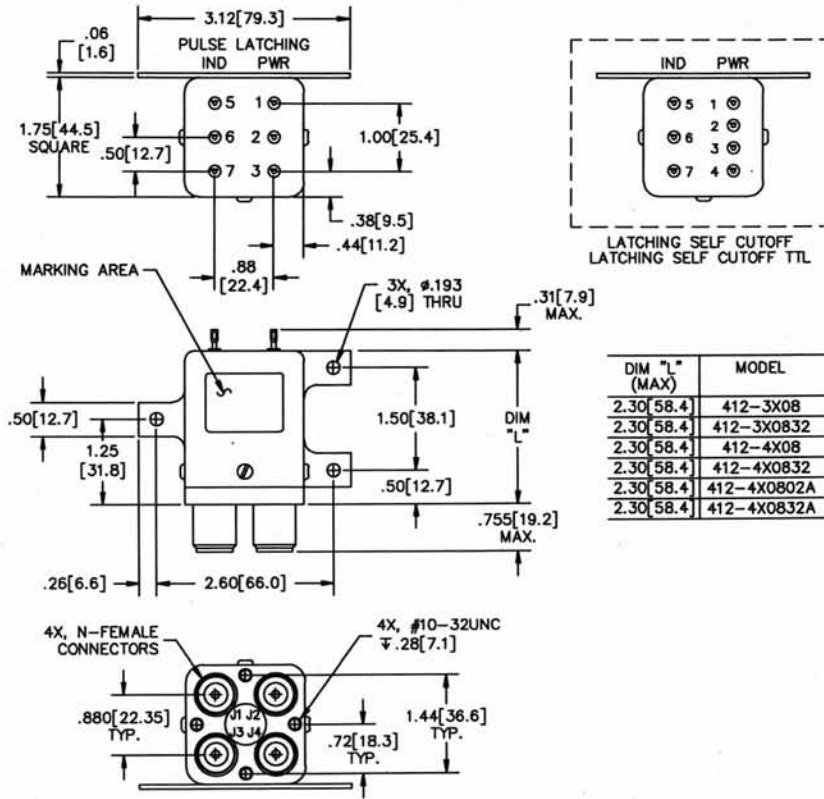 3.12[79.3]
.06
[1.6]
PULSE LATCHING
IND PWR
5 1
6 2
7 3
1.75[44.5]
SQUARE
.50[12.7]
1.00[25.4]
.38[9.5]
.44[11.2]
.88
[22.4]
IND PWR
5 1
2
6
3
7 4
LATCHING SELF CUTOFF
LATCHING SELF CUTOFF TTL
MARKING AREA
3X, ø.193
[4.9] THRU
.31[7.9]
MAX.
.50[12.7]
1.25
[31.8]
1.50[38.1]
DIM
"L"
.50[12.7]
.755[19.2]
MAX.
.26[6.6]
2.60[66.0]
DIM "L"
(MAX) MODEL
2.30[58.4] 412-3X08
2.30[58.4] 412-3X0832
2.30[58.4] 412-4X08
2.30[58.4] 412-4X0832
2.30[58.4] 412-4X0802A
2.30[58.4] 412-4X0832A
4X, N-FEMALE
CONNECTORS
4X, #10-32UNC
↧.28[7.1]
J1 J2
J3 J4
.880[22.35]
TYP.
1.44[36.6]
TYP.
.72[18.3]
TYP.